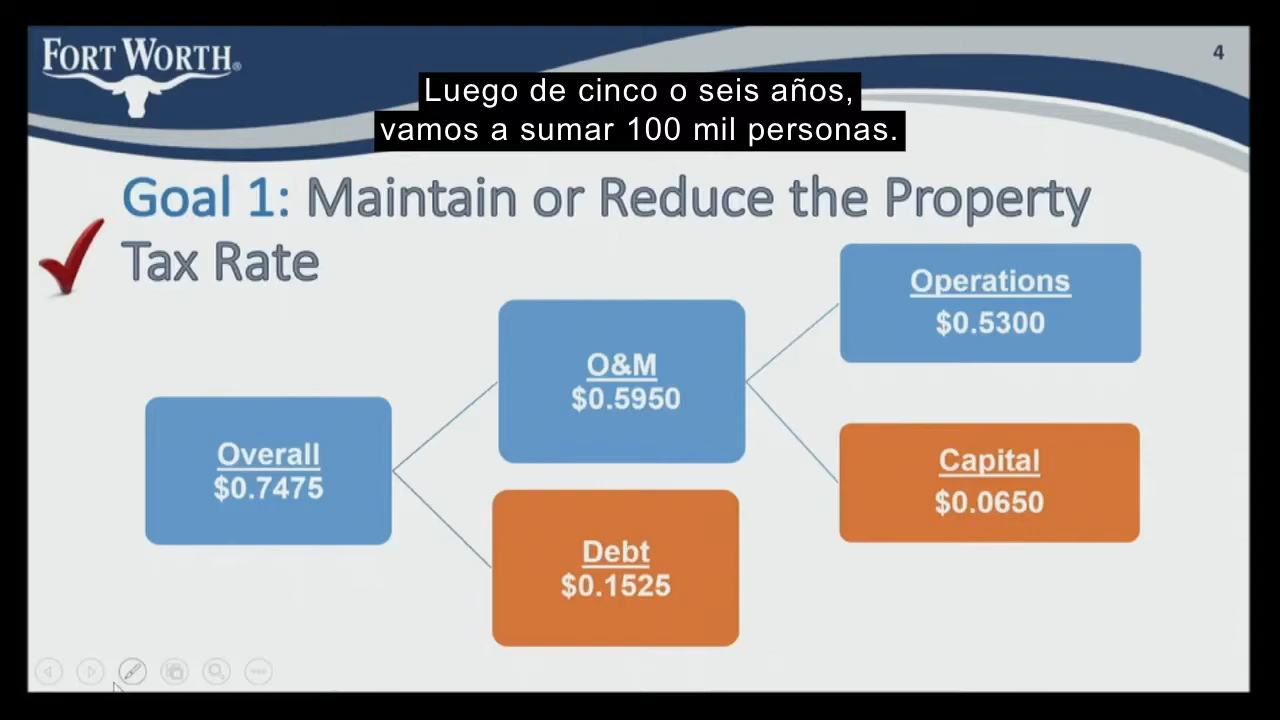 FORT WORTH®
4
Luego de cinco o seis años,
vamos a sumar 100 mil personas.
Goal 1: Maintain or Reduce the Property
Tax Rate
Overall
$0.7475
O&M
$0.5950
Debt
$0.1525
Operations
$0.5300
Capital
$0.0650